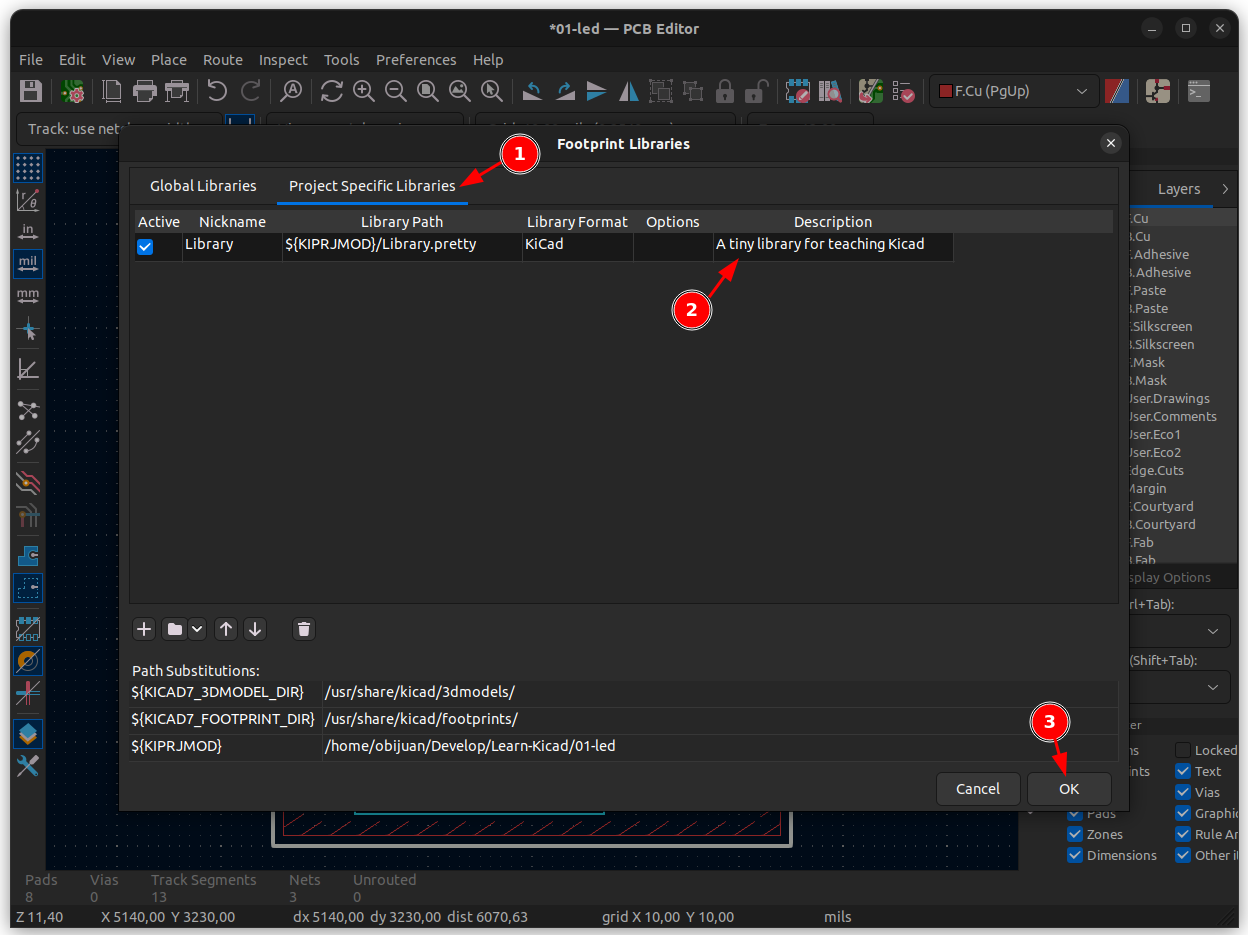 *01-led — PCB Editor
File Edit View Place Route Inspect Tools Preferences Help
F.Cu (PgUp)
Track: use
Footprint Libraries
1
Global Libraries Project Specific Libraries
Layers
Active Nickname Library Path Library Format Options Description
Library ${KIPRJMOD}/Library.pretty KiCad A tiny library for teaching Kicad
2
in
mil
mm
r
θ
.Cu
.Cu
.Adhesive
.Adhesive
.Paste
.Paste
.Silkscreen
.Silkscreen
.Mask
.Mask
User.Drawings
User.Comments
User.Eco1
User.Eco2
Edge.Cuts
Margin
.Courtyard
.Courtyard
.Fab
.Fab
splay Options
rl+Tab):
(Shift+Tab):
Path Substitutions:
${KICAD7_3DMODEL_DIR} /usr/share/kicad/3dmodels/
${KICAD7_FOOTPRINT_DIR} /usr/share/kicad/footprints/
${KIPRJMOD} /home/obijuan/Develop/Learn-Kicad/01-led
3
Cancel OK
er
ns Locked
ints Text
Vias
Pads Graphic
Zones Rule Ar
Dimensions Other it
Pads Vias Track Segments Nets Unrouted
8 0 13 3 0
Z 11,40 X 5140,00 Y 3230,00 dx 5140,00 dy 3230,00 dist 6070,63 grid X 10,00 Y 10,00 mils